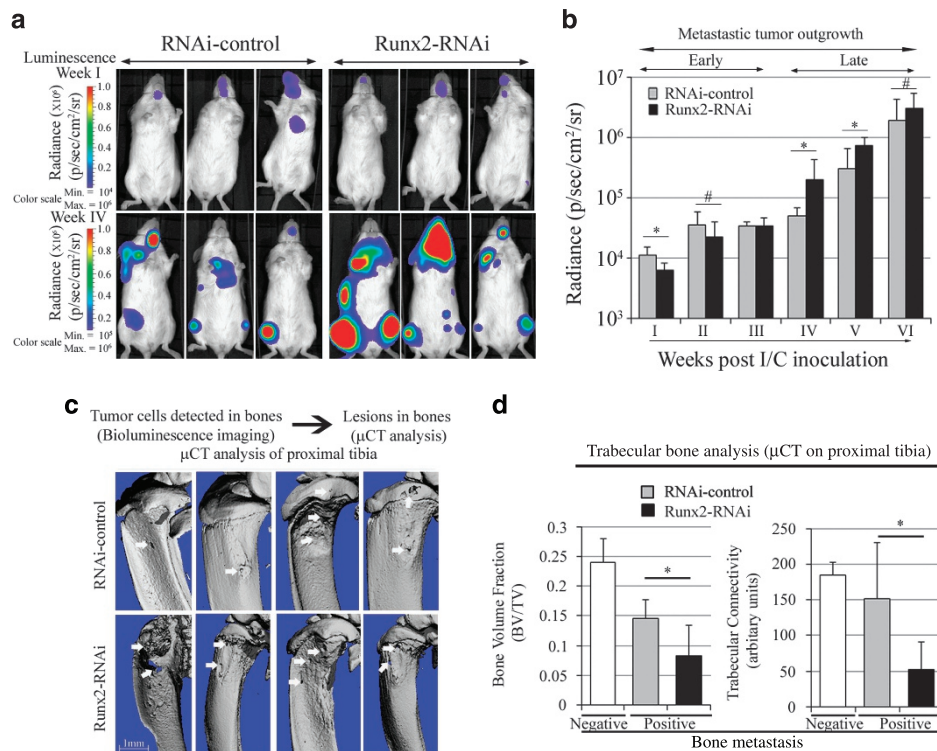 a
RNAi-control
Runx2-RNAi
Luminescence
Week I
Radiance (x10⁶)
(p/sec/cm²/sr)
1.0
0.8
0.6
0.4
0.2
0
Color scale Min. = 10⁴
Max. = 10⁶
Week IV
Radiance (x10⁶)
(p/sec/cm²/sr)
1.0
0.8
0.6
0.4
0.2
0
Color scale Min. = 10⁵
Max. = 10⁶
b
Metastastic tumor outgrowth
Early
Late
RNAi-control
Runx2-RNAi
Radiance (p/sec/cm²/sr)
10⁷
10⁶
10⁵
10⁴
10³
* # * * #
I II III IV V VI
Weeks post I/C inoculation
c
Tumor cells detected in bones
(Bioluminescence imaging)
Lesions in bones
(μCT analysis)
μCT analysis of proximal tibia
RNAi-control
Runx2-RNAi
1mm
d
Trabecular bone analysis (μCT on proximal tibia)
RNAi-control
Runx2-RNAi
Bone Volume Fraction
(BV/TV)
0.3
0.25
0.2
0.15
0.1
0.05
0
*
Negative Positive
Trabecular Connectivity
(arbitary units)
250
200
150
100
50
0
*
Negative Positive
Bone metastasis